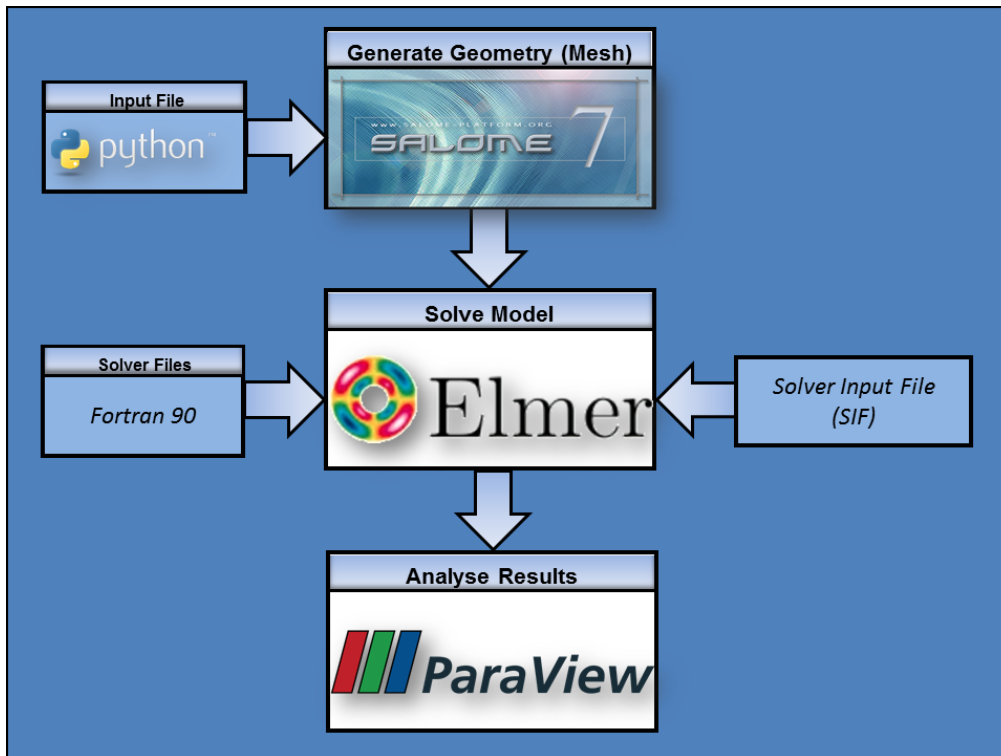 Generate Geometry (Mesh)
Input File
python™
WWW.SALOME-PLATFORM.ORG
SALOME 7
Solve Model
Elmer
Solver Files
Fortran 90
Solver Input File
(SIF)
Analyse Results
ParaView